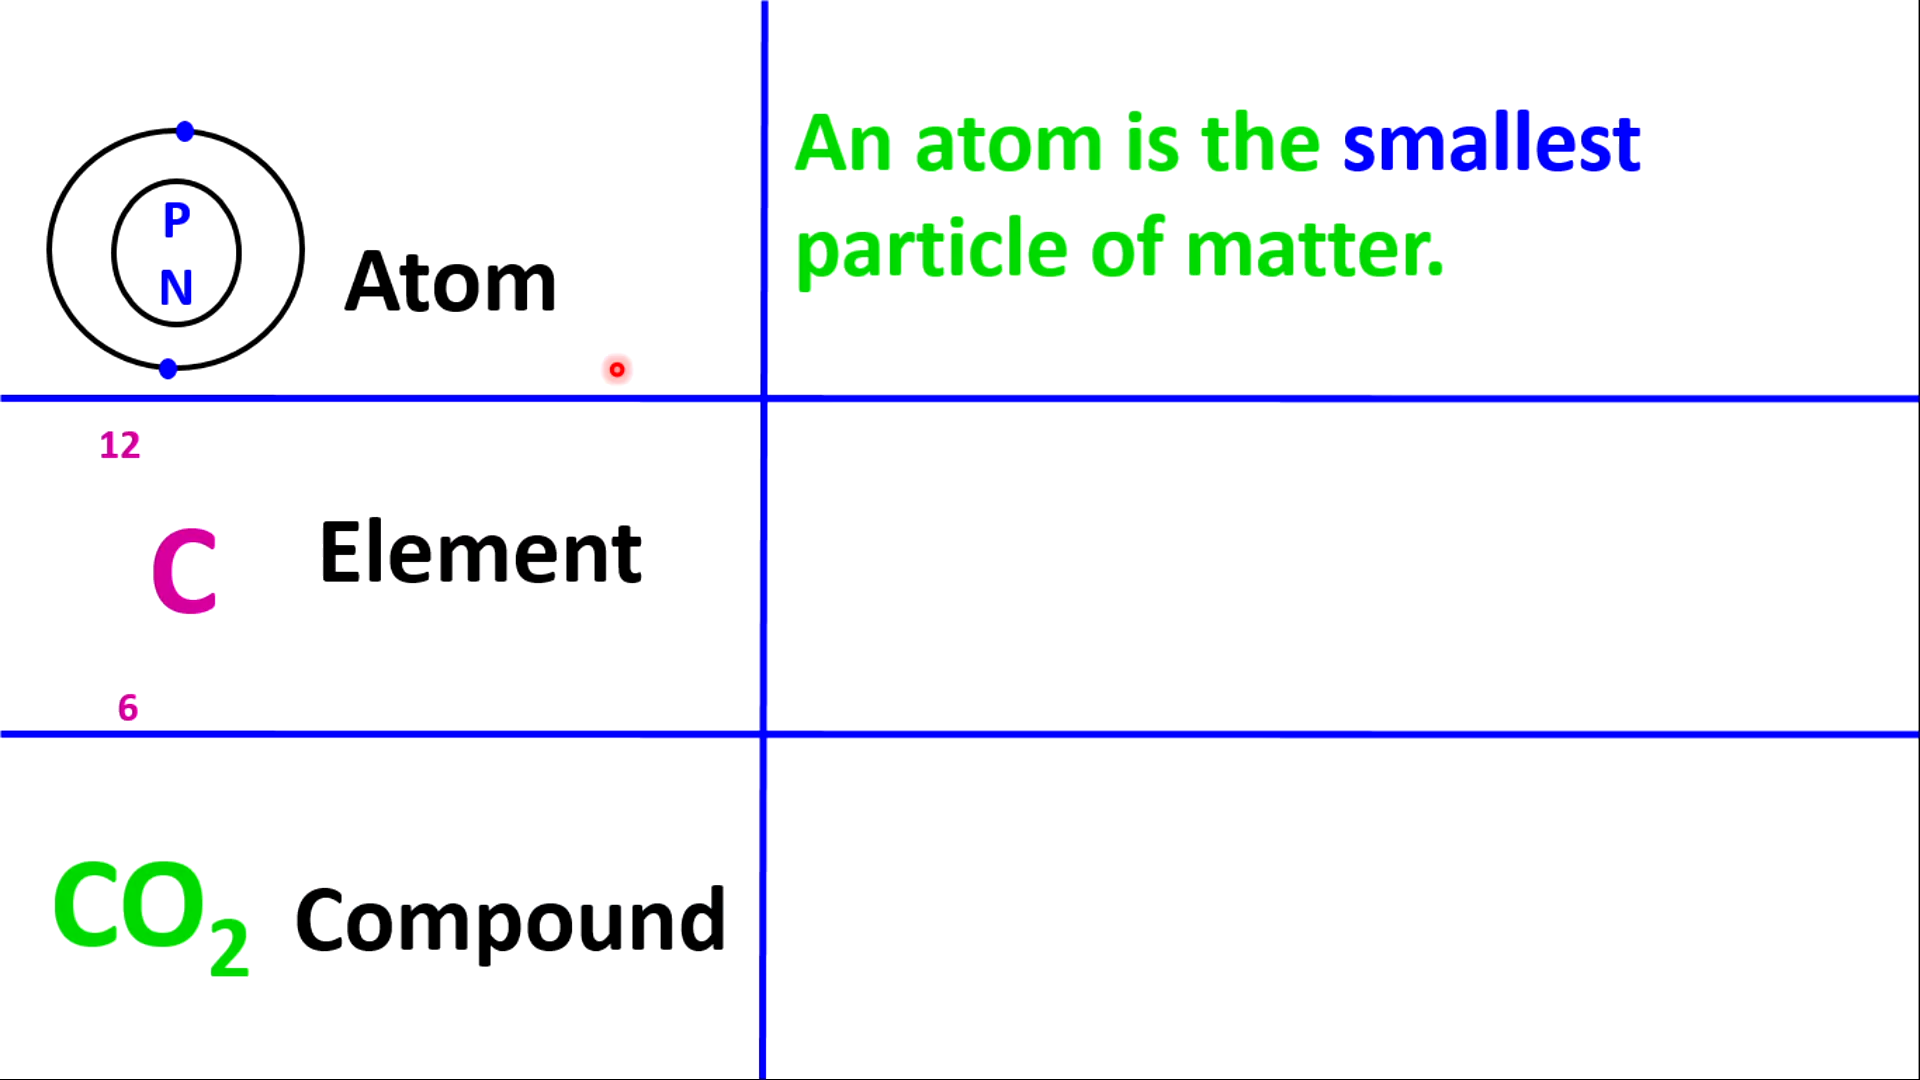 An atom is the smallest
particle of matter.
P
N
Atom
12
C
Element
6
CO₂
Compound